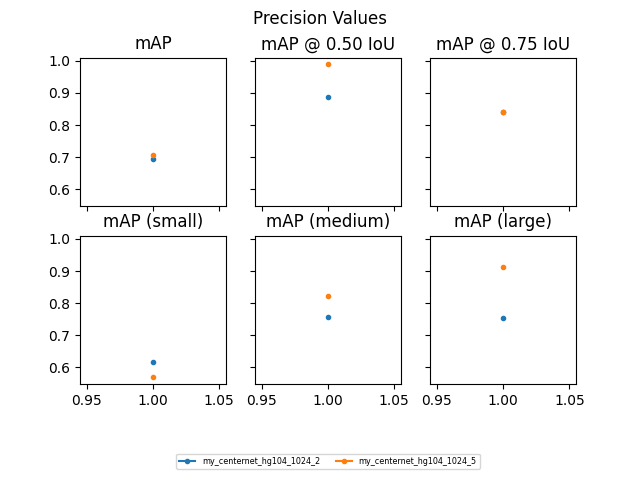 Precision Values
mAP
mAP @ 0.50 IoU
mAP @ 0.75 IoU
1.0
0.9
0.8
0.7
0.6
mAP (small)
mAP (medium)
mAP (large)
1.0
0.9
0.8
0.7
0.6
0.95 1.00 1.05
0.95 1.00 1.05
0.95 1.00 1.05
my_centernet_hg104_1024_2
my_centernet_hg104_1024_5